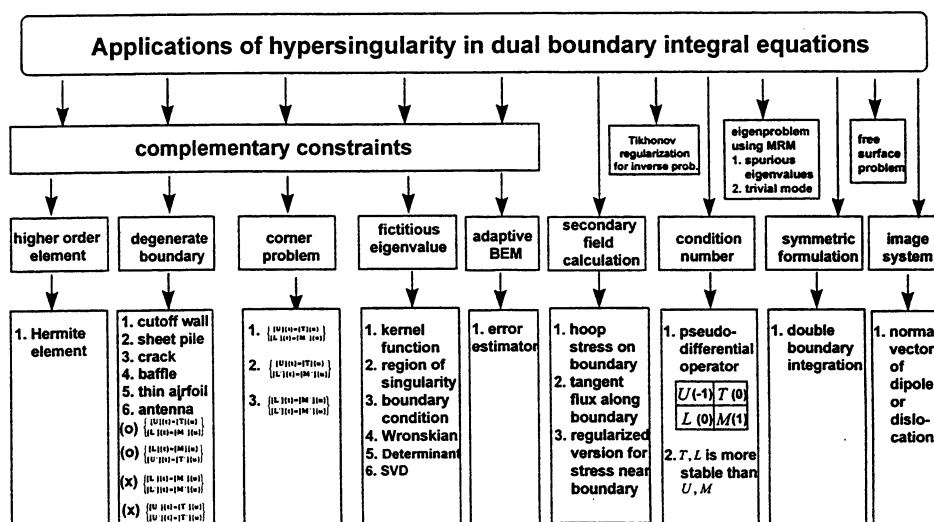 Applications of hypersingularity in dual boundary integral equations
complementary constraints
Tikhonov
regularization
for inverse prob.
eigenproblem
using MRM
1. spurious
eigenvalues
2. trivial mode
free
surface
problem
higher order
element
degenerate
boundary
corner
problem
fictitious
eigenvalue
adaptive
BEM
secondary
field
calculation
condition
number
symmetric
formulation
image
system
1. Hermite
element
1. cutoff wall
2. sheet pile
3. crack
4. baffle
5. thin airfoil
6. antenna
(o)
(o)
(x)
(x)
1.
2.
3.
1. kernel
function
2. region of
singularity
3. boundary
condition
4. Wronskian
5. Determinant
6. SVD
1. error
estimator
1. hoop
stress on
boundary
2. tangent
flux along
boundary
3. regularized
version for
stress near
boundary
1. pseudo-
differential
operator
U(-1) T(0)
L(0) M(1)
2. T, L is more
stable than
U, M
1. double
boundary
integration
1. norma
vector
of
dipole
or
dislo-
cation